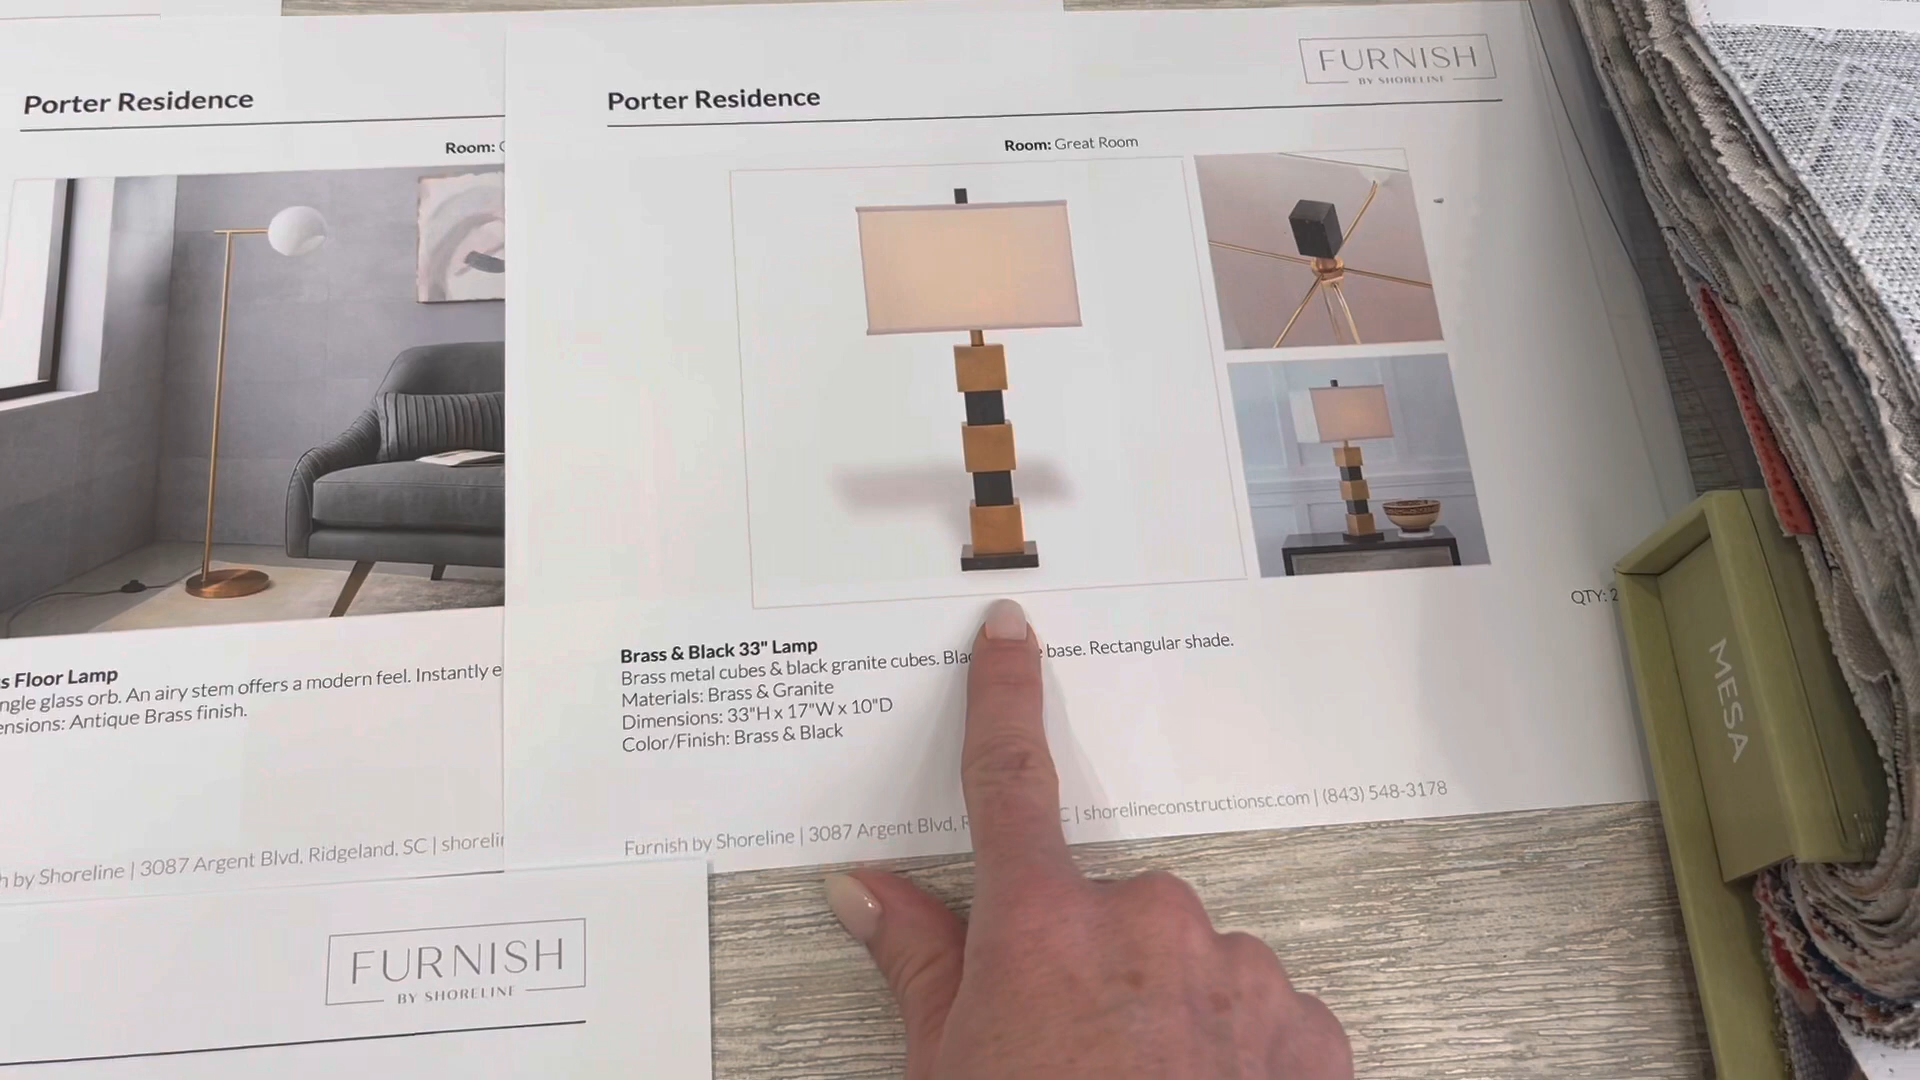 Porter Residence
Room:
s Floor Lamp
ngle glass orb. An airy stem offers a modern feel. Instantly e
ensions: Antique Brass finish.
h by Shoreline | 3087 Argent Blvd, Ridgeland, SC | shoreli
FURNISH
BY SHORELINE
Porter Residence
Room: Great Room
QTY: 2
Brass & Black 33" Lamp
Brass metal cubes & black granite cubes. Blac base. Rectangular shade.
Materials: Brass & Granite
Dimensions: 33"H x 17"W x 10"D
Color/Finish: Brass & Black
Furnish by Shoreline | 3087 Argent Blvd, C | shorelineconstructionsc.com | (843) 548-3178
FURNISH
BY SHORELINE
MESA